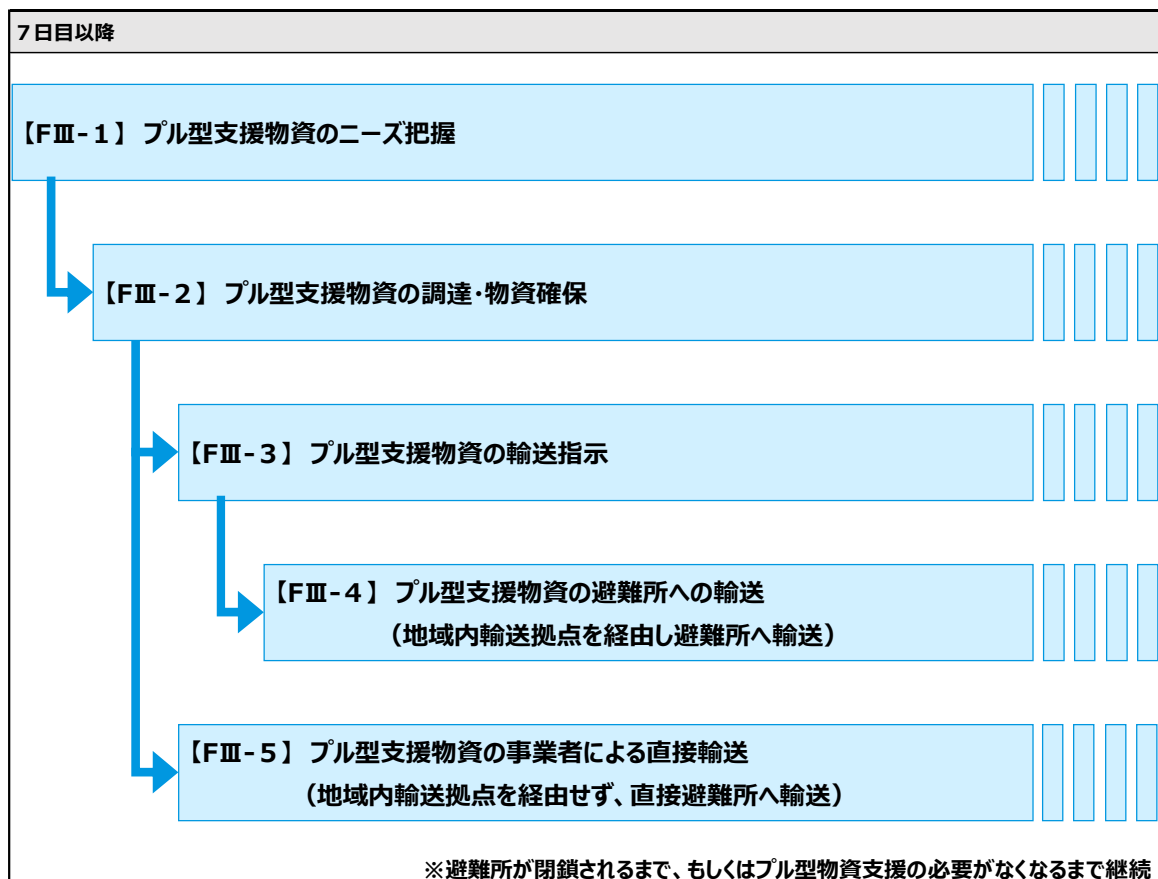 ７日目以降
【FⅢ-１】 プル型支援物資のニーズ把握
【FⅢ-２】 プル型支援物資の調達・物資確保
【FⅢ-３】 プル型支援物資の輸送指示
【FⅢ-４】 プル型支援物資の避難所への輸送
（地域内輸送拠点を経由し避難所へ輸送）
【FⅢ-５】 プル型支援物資の事業者による直接輸送
（地域内輸送拠点を経由せず、直接避難所へ輸送）
※避難所が閉鎖されるまで、もしくはプル型物資支援の必要がなくなるまで継続